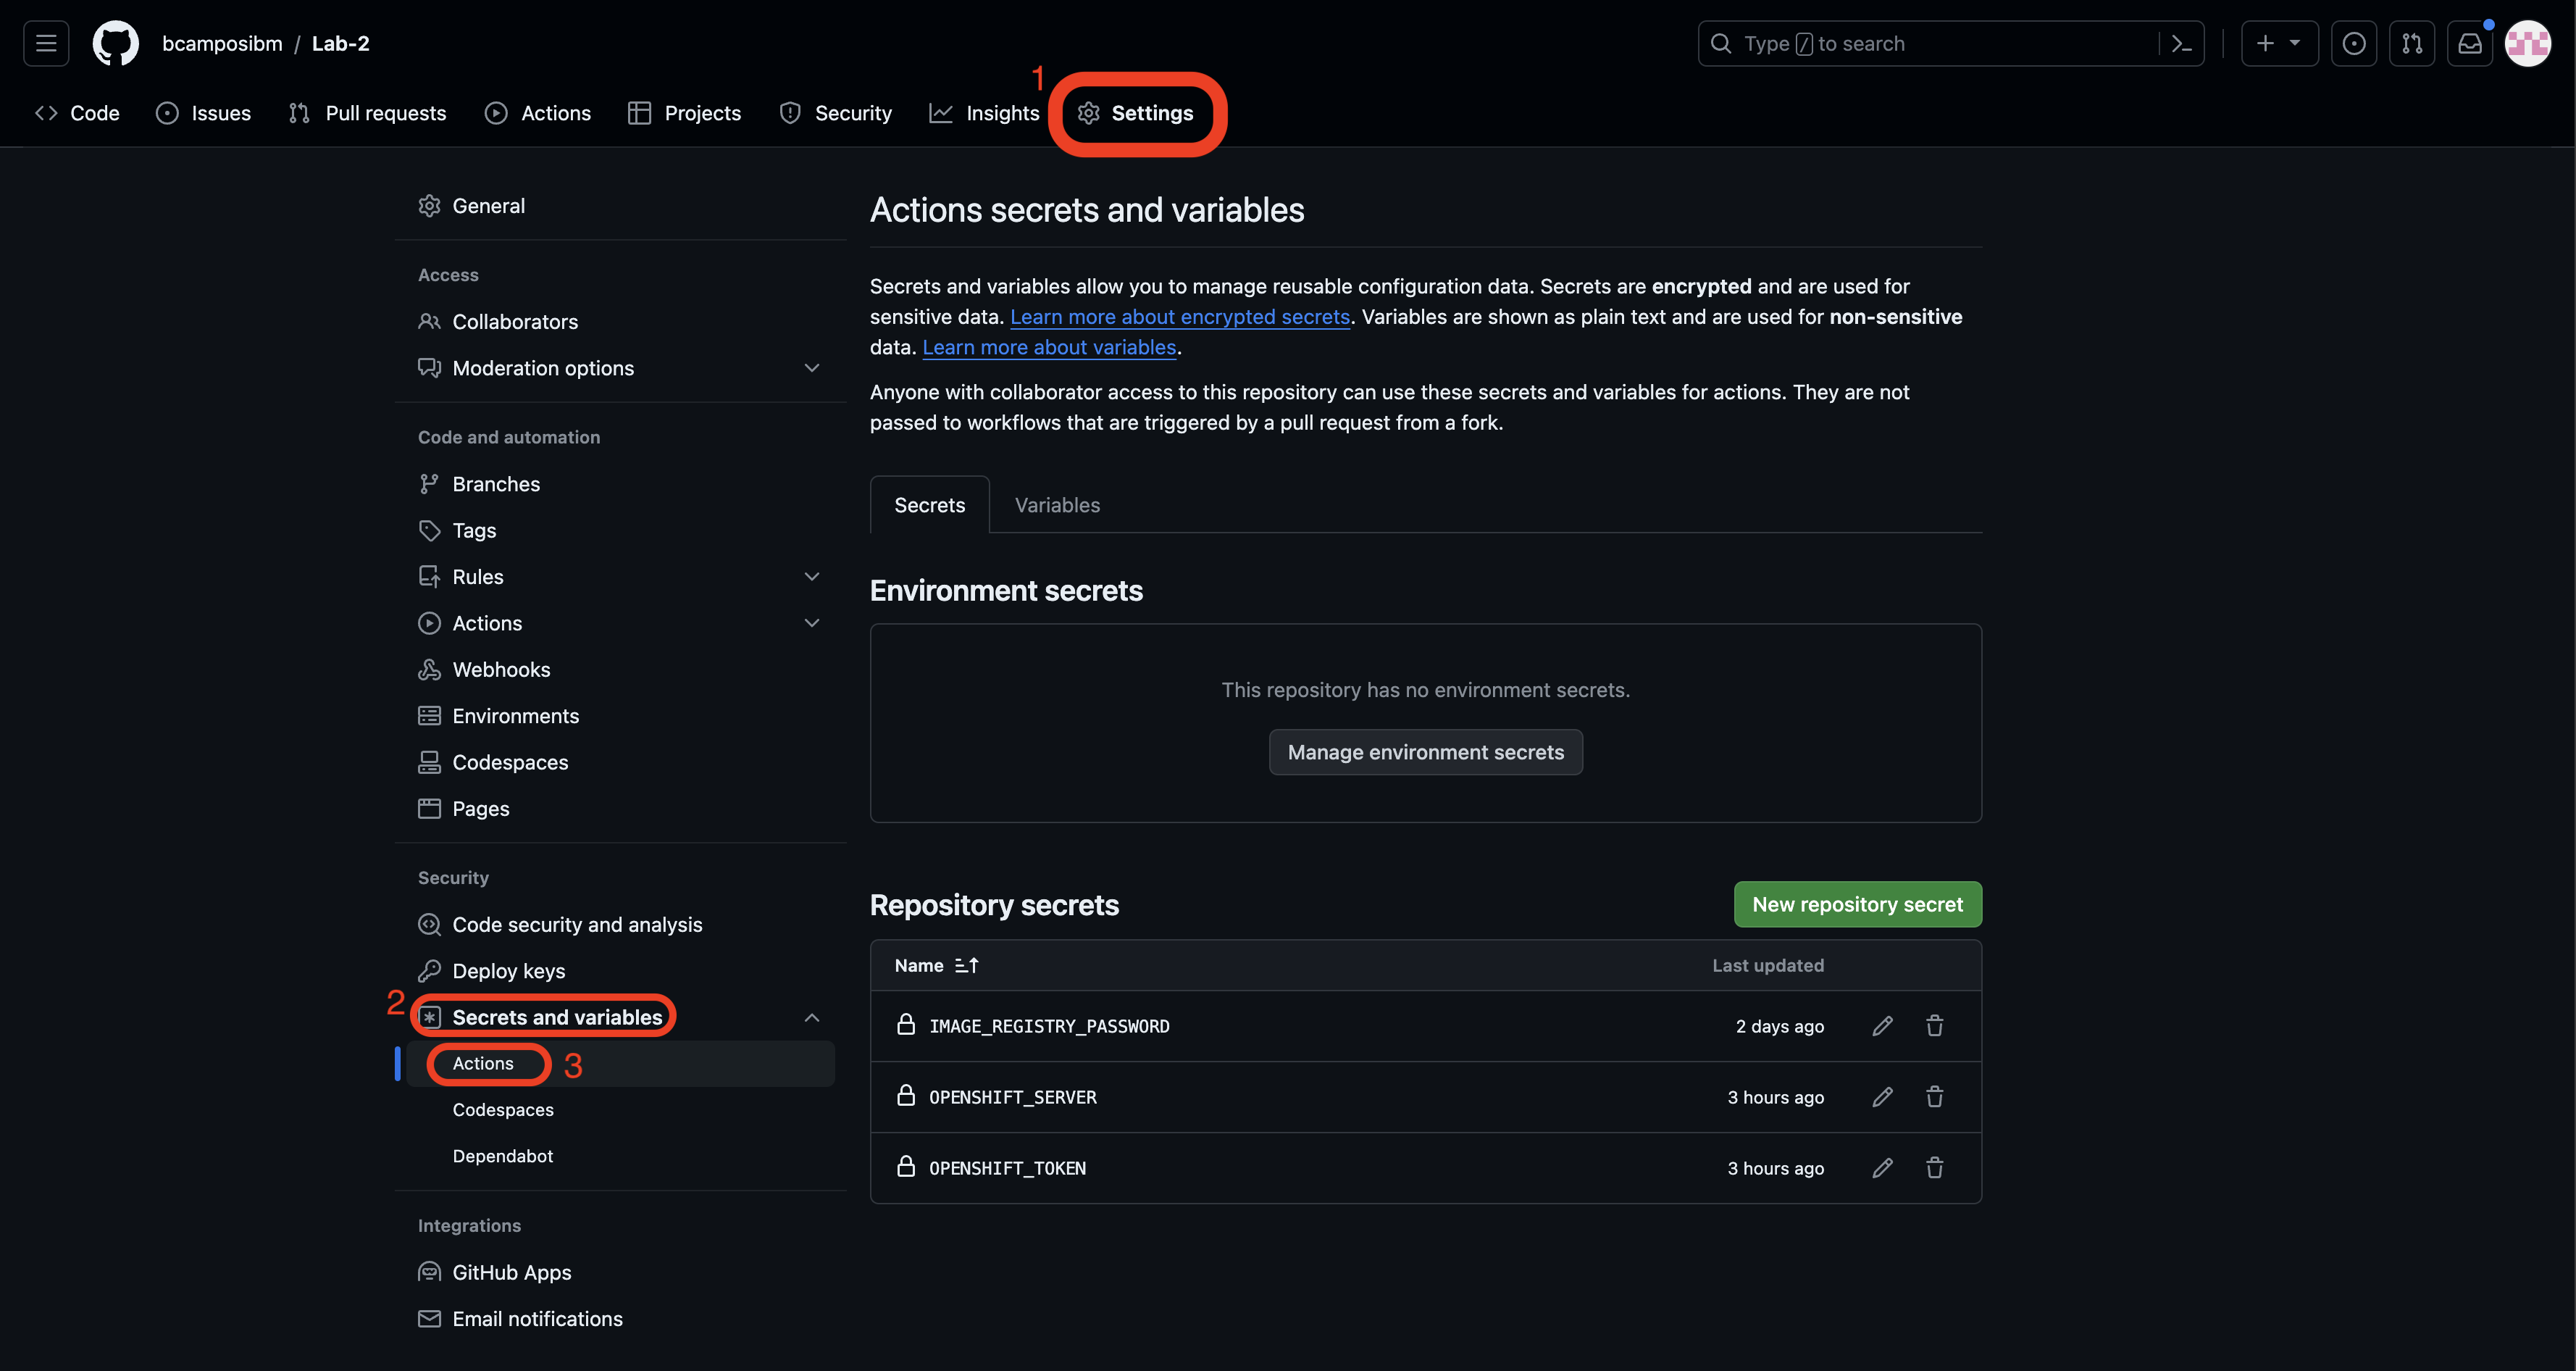 bcamposibm / Lab-2
Type / to search
Code
Issues
Pull requests
Actions
Projects
Security
Insights
1
Settings
General
Access
Collaborators
Moderation options
Code and automation
Branches
Tags
Rules
Actions
Webhooks
Environments
Codespaces
Pages
Security
Code security and analysis
Deploy keys
2
Secrets and variables
Actions
3
Codespaces
Dependabot
Integrations
GitHub Apps
Email notifications
Actions secrets and variables
Secrets and variables allow you to manage reusable configuration data. Secrets are encrypted and are used for
sensitive data. Learn more about encrypted secrets. Variables are shown as plain text and are used for non-sensitive
data. Learn more about variables.
Anyone with collaborator access to this repository can use these secrets and variables for actions. They are not
passed to workflows that are triggered by a pull request from a fork.
Secrets
Variables
Environment secrets
This repository has no environment secrets.
Manage environment secrets
Repository secrets
New repository secret
Name
Last updated
IMAGE_REGISTRY_PASSWORD
2 days ago
OPENSHIFT_SERVER
3 hours ago
OPENSHIFT_TOKEN
3 hours ago